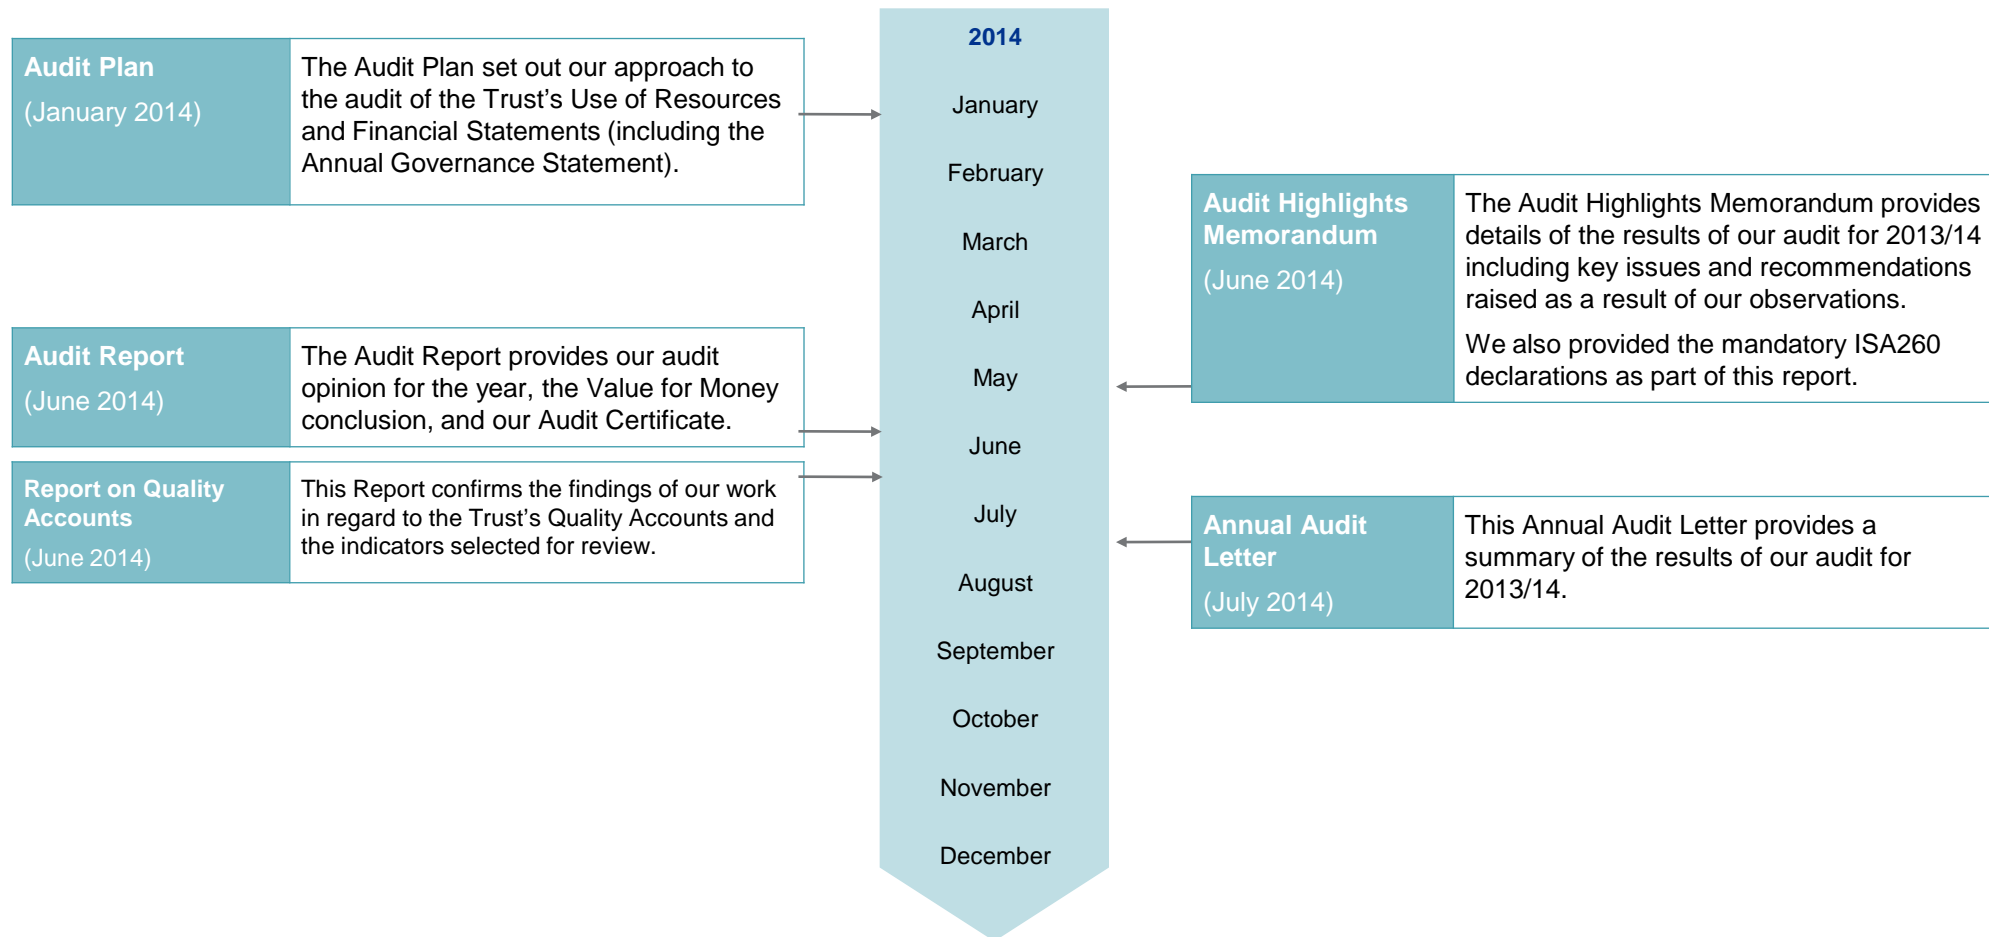 Audit Plan
(January 2014)
The Audit Plan set out our approach to
the audit of the Trust’s Use of Resources
and Financial Statements (including the
Annual Governance Statement).
Audit Report
(June 2014)
The Audit Report provides our audit
opinion for the year, the Value for Money
conclusion, and our Audit Certificate.
Report on Quality
Accounts
(June 2014)
This Report confirms the findings of our work
in regard to the Trust’s Quality Accounts and
the indicators selected for review.
2014
January
February
March
April
May
June
July
August
September
October
November
December
Audit Highlights
Memorandum
(June 2014)
The Audit Highlights Memorandum provides
details of the results of our audit for 2013/14
including key issues and recommendations
raised as a result of our observations.
We also provided the mandatory ISA260
declarations as part of this report.
Annual Audit
Letter
(July 2014)
This Annual Audit Letter provides a
summary of the results of our audit for
2013/14.